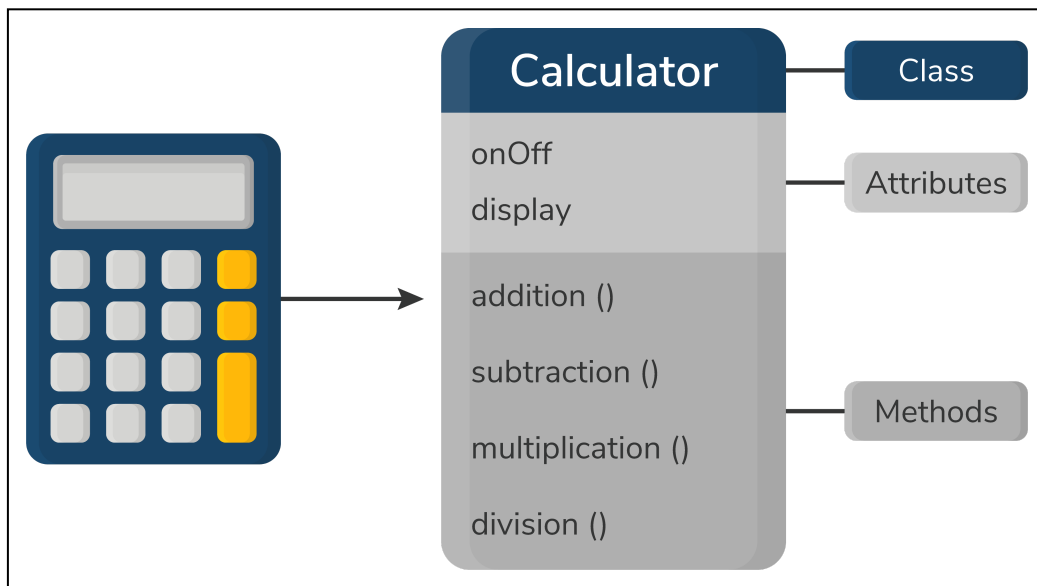 Calculator
Class
onOff
display
Attributes
addition ()
subtraction ()
multiplication ()
division ()
Methods